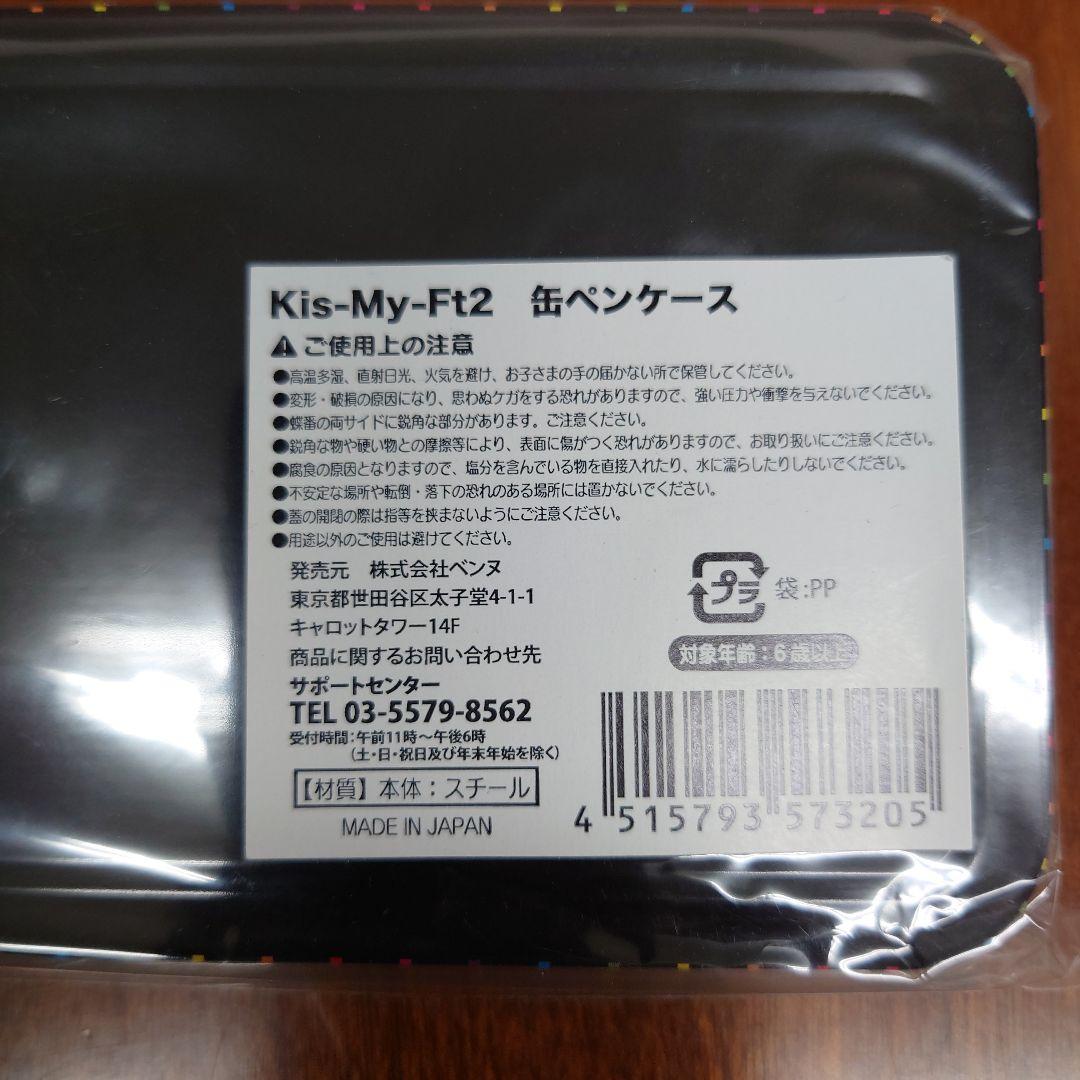 Kis-My-Ft2 缶ペンケース
ご使用上の注意
●高温多湿、直射日光、火気を避け、お子さまの手の届かない所で保管してください。
●変形・破損の原因になり、思わぬケガをする恐れがありますので、強い圧力や衝撃を与えないでください。
●蝶番の両サイドに鋭角な部分があります。ご注意ください。
●鋭角な物や硬い物との摩擦等により、表面に傷がつく恐れがありますので、お取り扱いにご注意ください。
●腐食の原因となりますので、塩分を含んでいる物を直接入れたり、水に濡らしたりしないでください。
●不安定な場所や転倒・落下の恐れのある場所には置かないでください。
●蓋の開閉の際は指等を挟まないようにご注意ください。
●用途以外のご使用は避けてください。
発売元 株式会社ベンヌ
東京都世田谷区太子堂4-1-1
キャロットタワー14F
商品に関するお問い合わせ先
サポートセンター
TEL 03-5579-8562
受付時間:午前11時～午後6時
(土・日・祝日及び年末年始を除く)
【材質】本体：スチール
MADE IN JAPAN
プラ 袋:PP
対象年齢：6歳以上
4 515793 573205